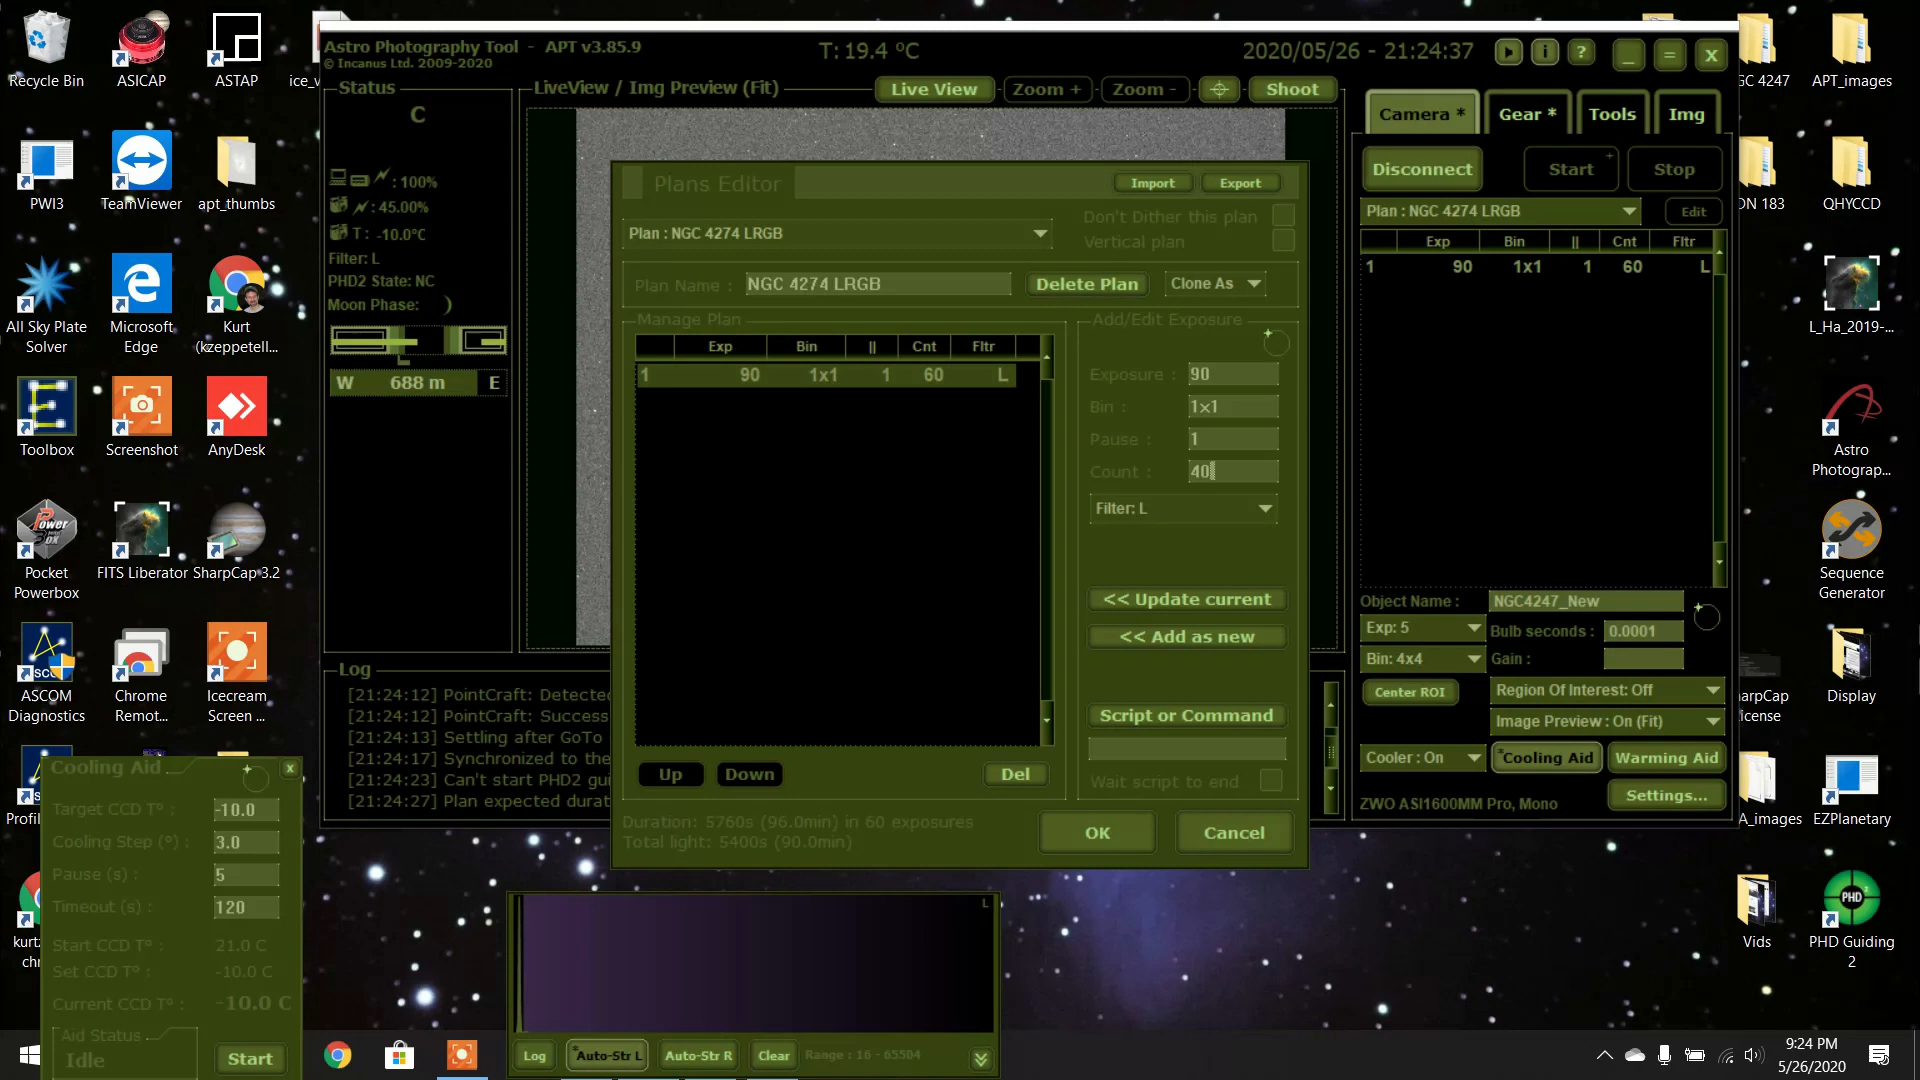 Recycle Bin
ASICAP
ASTAP
PWI3
TeamViewer
apt_thumbs
All Sky Plate
Solver
Microsoft
Edge
Kurt
(kzeppetell...
Toolbox
Screenshot
AnyDesk
Pocket
Powerbox
FITS Liberator
SharpCap 3.2
ASCOM
Diagnostics
Chrome
Remot...
Icecream
Screen ...
Astro Photography Tool - APT v3.85.9
© Incanus Ltd. 2009-2020
T: 19.4 °C
2020/05/26 - 21:24:37
Status
C
: 100%
: 45.00%
T : -10.0°C
Filter: L
PHD2 State: NC
Moon Phase:
W 688 m E
LiveView / Img Preview (Fit)
Live View
Zoom +
Zoom -
Shoot
Plans Editor
Import
Export
Plan : NGC 4274 LRGB
Don't Dither this plan
Vertical plan
Plan Name :
NGC 4274 LRGB
Delete Plan
Clone As
Manage Plan
Exp Bin || Cnt Fltr
1 90 1x1 1 60 L
Up
Down
Del
Add/Edit Exposure
Exposure : 90
Bin : 1x1
Pause : 1
Count : 40
Filter: L
<< Update current
<< Add as new
Script or Command
Wait script to end
Duration: 5760s (96.0min) in 60 exposures
Total light: 5400s (90.0min)
OK
Cancel
Log
[21:24:12] PointCraft: Detected
[21:24:12] PointCraft: Success
[21:24:13] Settling after GoTo
[21:24:17] Synchronized to the
[21:24:23] Can't start PHD2 gui
[21:24:27] Plan expected durat
Camera *
Gear *
Tools
Img
Disconnect
Start
+
Stop
Plan : NGC 4274 LRGB
Edit
Exp Bin || Cnt Fltr
1 90 1x1 1 60 L
Object Name :
NGC4247_New
Exp: 5
Bulb seconds :
0.0001
Bin: 4x4
Gain :
Center ROI
Region Of Interest: Off
Image Preview : On (Fit)
Cooler : On
*Cooling Aid
Warming Aid
ZWO ASI1600MM Pro, Mono
Settings...
Cooling Aid
Target CCD T° : -10.0
Cooling Step (°) : 3.0
Pause (s) : 5
Timeout (s) : 120
Start CCD T° : 21.0 C
Set CCD T° : -10.0 C
Current CCD T° : -10.0 C
Aid Status
Idle
Start
L
Log
*Auto-Str L
Auto-Str R
Clear
Range : 16 - 65504
GC 4247
APT_images
QHYCCD
L_Ha_2019-...
Astro
Photograp...
Sequence
Generator
Display
EZPlanetary
Vids
PHD
PHD Guiding
2
9:24 PM
5/26/2020